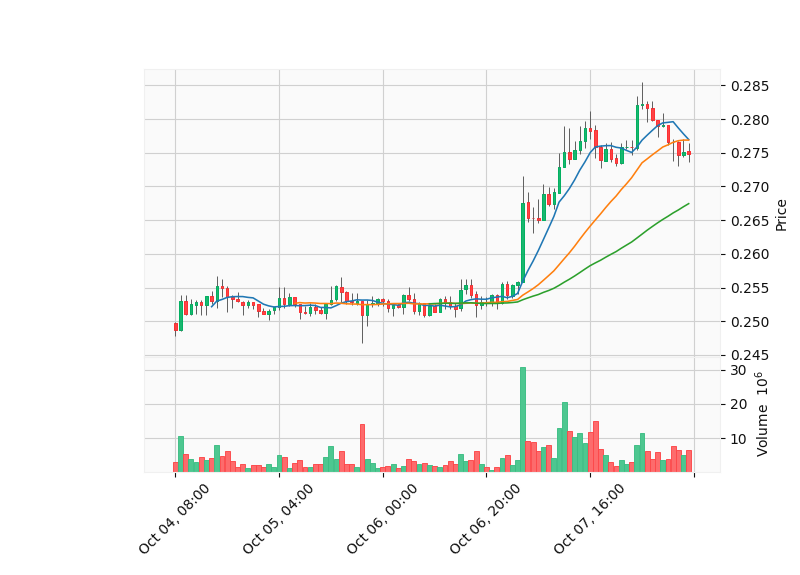 0.285
0.280
0.275
0.270
0.265
0.260
0.255
0.250
0.245
Price
30
20
10
Volume 10⁶
Oct 04, 08:00
Oct 05, 04:00
Oct 06, 00:00
Oct 06, 20:00
Oct 07, 16:00